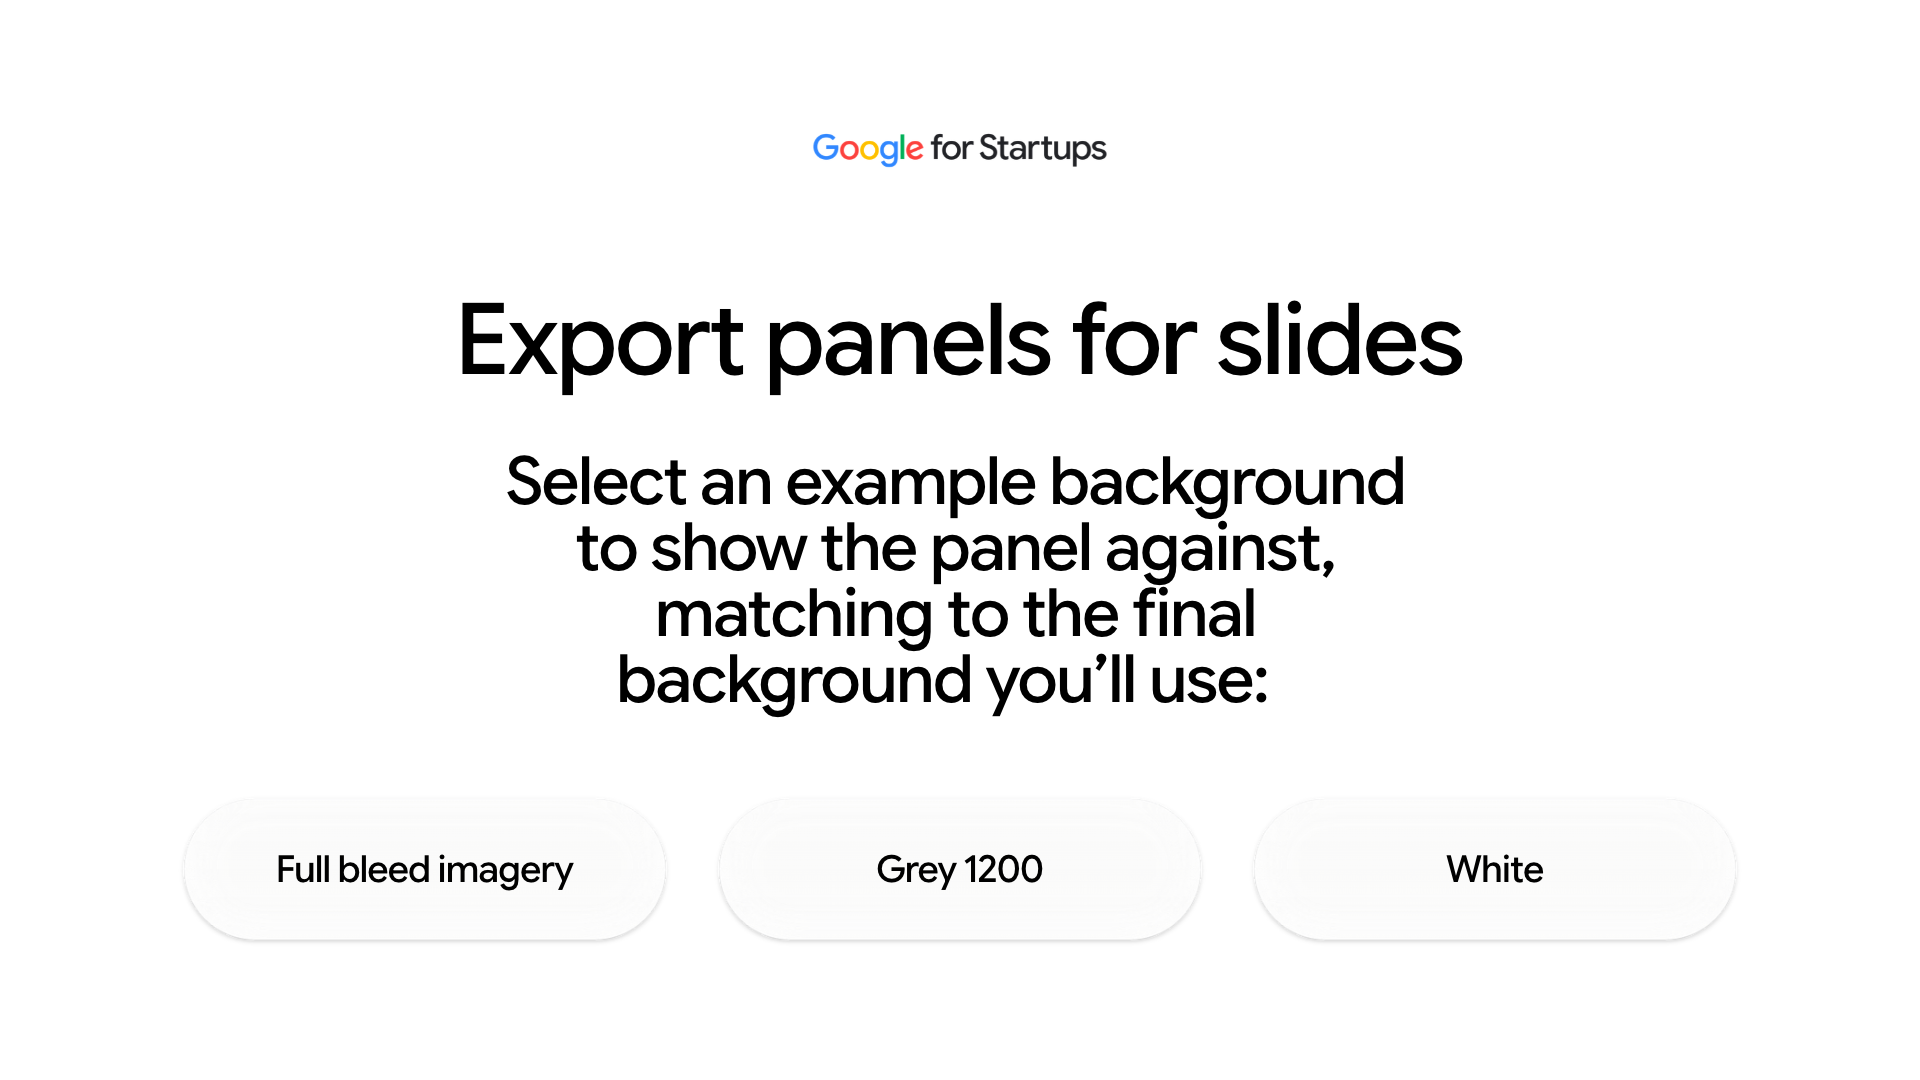 Google for Startups
Export panels for slides
Select an example background
to show the panel against,
matching to the final
background you’ll use:
Full bleed imagery
Grey 1200
White